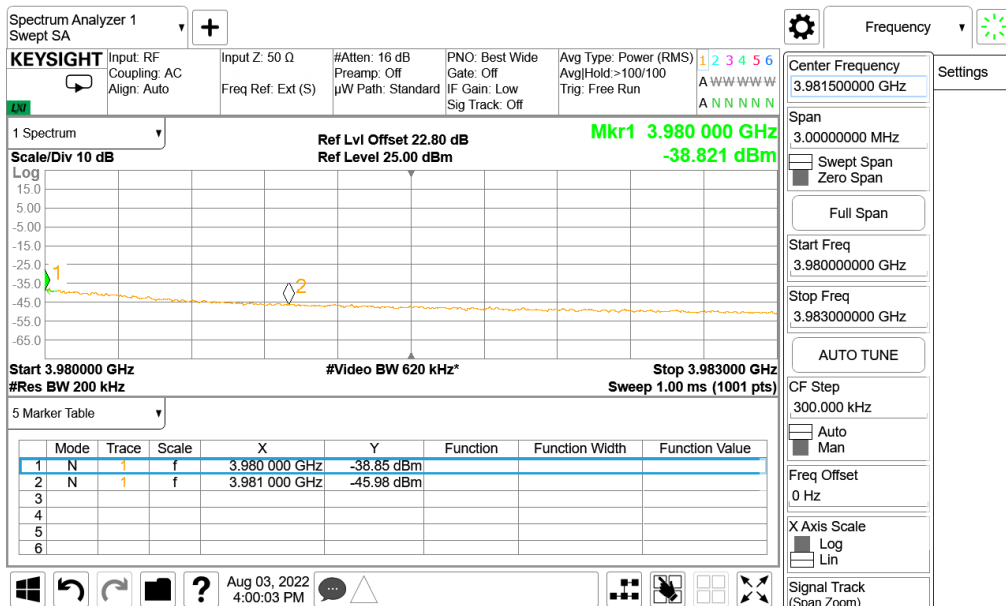 Spectrum Analyzer 1
Swept SA
Frequency
KEYSIGHT
LXI
Input: RF
Coupling: AC
Align: Auto
Input Z: 50 Ω
Freq Ref: Ext (S)
#Atten: 16 dB
Preamp: Off
µW Path: Standard
PNO: Best Wide
Gate: Off
IF Gain: Low
Sig Track: Off
Avg Type: Power (RMS)
Avg|Hold:>100/100
Trig: Free Run
1 2 3 4 5 6
A W W W W W
A N N N N N
1 Spectrum
Scale/Div 10 dB
Ref Lvl Offset 22.80 dB
Ref Level 25.00 dBm
Mkr1 3.980 000 GHz
-38.821 dBm
Log
15.0
5.00
-5.00
-15.0
-25.0
-35.0
-45.0
-55.0
-65.0
1
2
Start 3.980000 GHz
#Res BW 200 kHz
#Video BW 620 kHz*
Stop 3.983000 GHz
Sweep 1.00 ms (1001 pts)
5 Marker Table
Mode Trace Scale X Y Function Function Width Function Value
1 N 1 f 3.980 000 GHz -38.85 dBm
2 N 1 f 3.981 000 GHz -45.98 dBm
3
4
5
6
Aug 03, 2022
4:00:03 PM
Center Frequency
3.981500000 GHz
Settings
Span
3.00000000 MHz
Swept Span
Zero Span
Full Span
Start Freq
3.980000000 GHz
Stop Freq
3.983000000 GHz
AUTO TUNE
CF Step
300.000 kHz
Auto
Man
Freq Offset
0 Hz
X Axis Scale
Log
Lin
Signal Track
(Span Zoom)